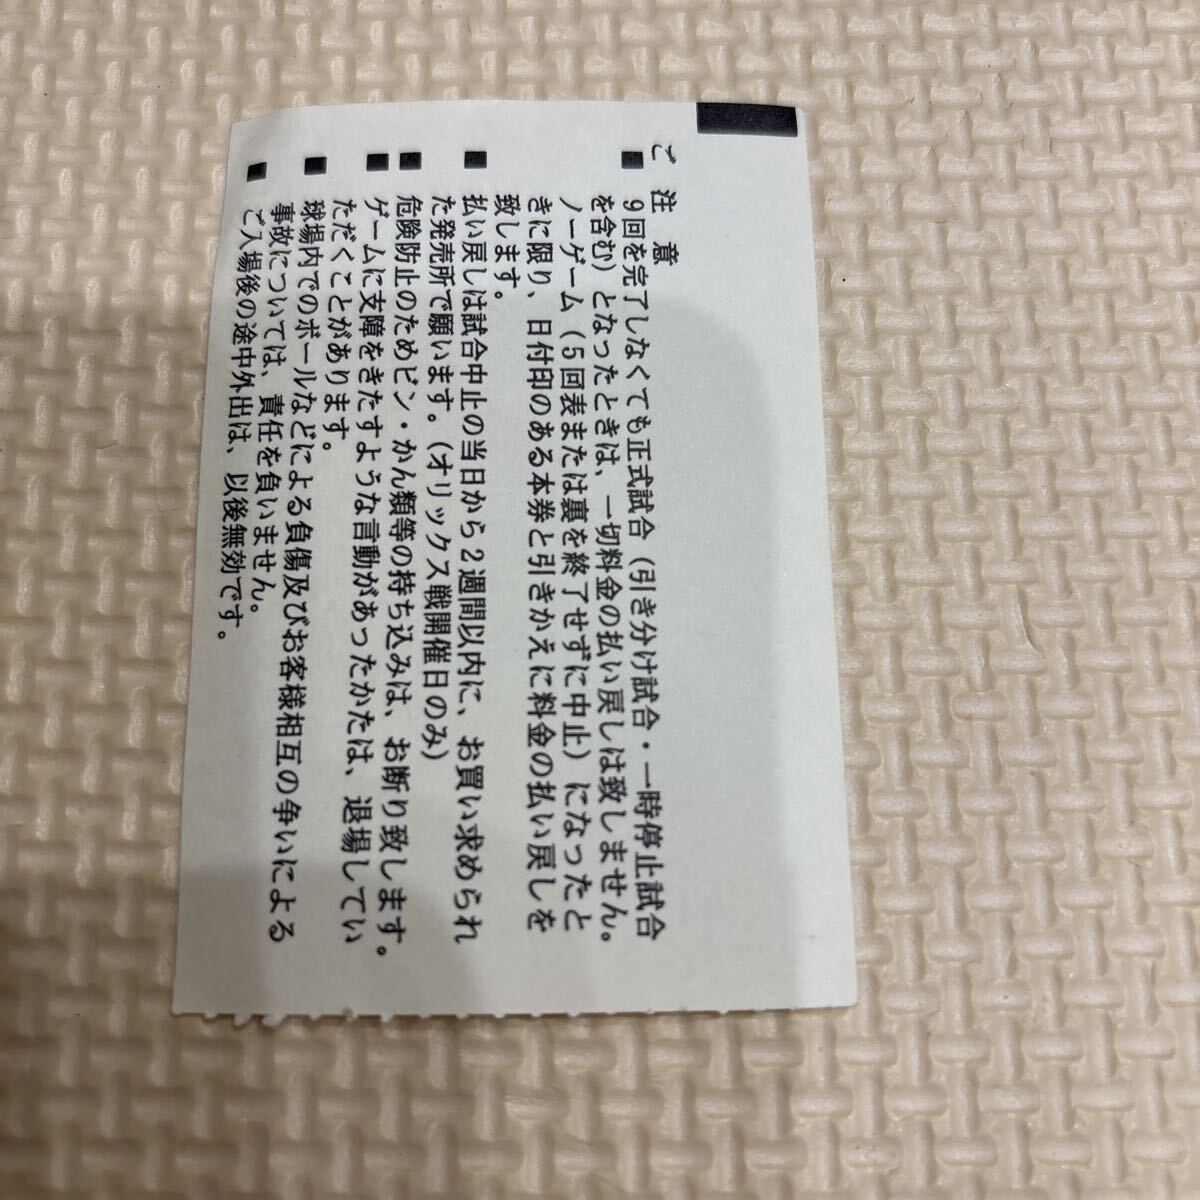 ご 注 意
■ 9回を完了しなくても正式試合(引き分け試合・一時停止試合
を含む)となったときは、一切料金の払い戻しは致しません。
ノーゲーム(5回表または裏を終了せずに中止)になったと
きに限り、日付印のある本券と引きかえに料金の払い戻しを
致します。
■ 払い戻しは試合中止の当日から2週間以内に、お買い求められ
た発売所で願います。(オリックス戦開催日のみ)
■ 危険防止のためビン・かん類等の持ち込みは、お断り致します。
■ ゲームに支障をきたすような言動があったかたは、退場してい
ただくことがあります。
■ 球場内でのボールなどによる負傷及びお客様相互の争いによる
事故については、責任を負いません。
■ ご入場後の途中外出は、以後無効です。